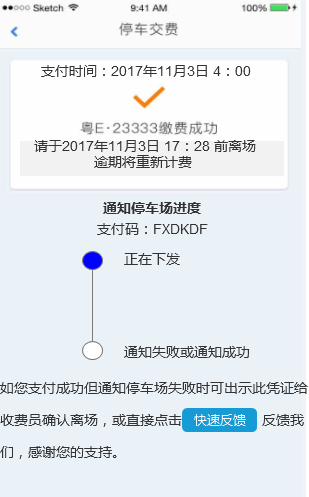 Sketch 9:41 AM 100%
停车交费
支付时间：2017年11月3日 4：00
粤E·23333缴费成功
请于2017年11月3日 17：28 前离场
逾期将重新计费
通知停车场进度
支付码：FXDKDF
正在下发
通知失败或通知成功
如您支付成功但通知停车场失败时可出示此凭证给
收费员确认离场，或直接点击 快速反馈 反馈我
们，感谢您的支持。